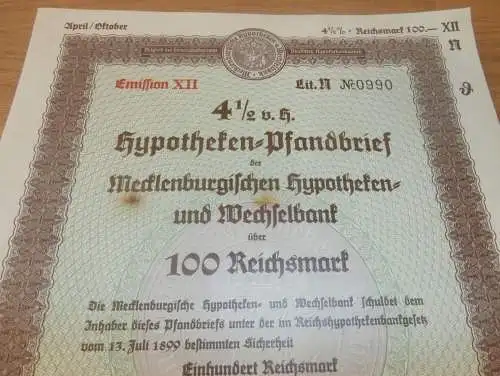 April / Oktober
4½% • Reichsmark 100.— XII
N
Emission XII
Lit. N № 0990
4½ v. H.
Hypotheken-Pfandbrief
der
Mecklenburgischen Hypotheken-
und Wechselbank
über
100 Reichsmark
Die Mecklenburgische Hypotheken- und Wechselbank schuldet dem
Inhaber dieses Pfandbriefs unter der im Reichshypothekenbankgesetz
vom 13. Juli 1899 bestimmten Sicherheit
Einhundert Reichsmark